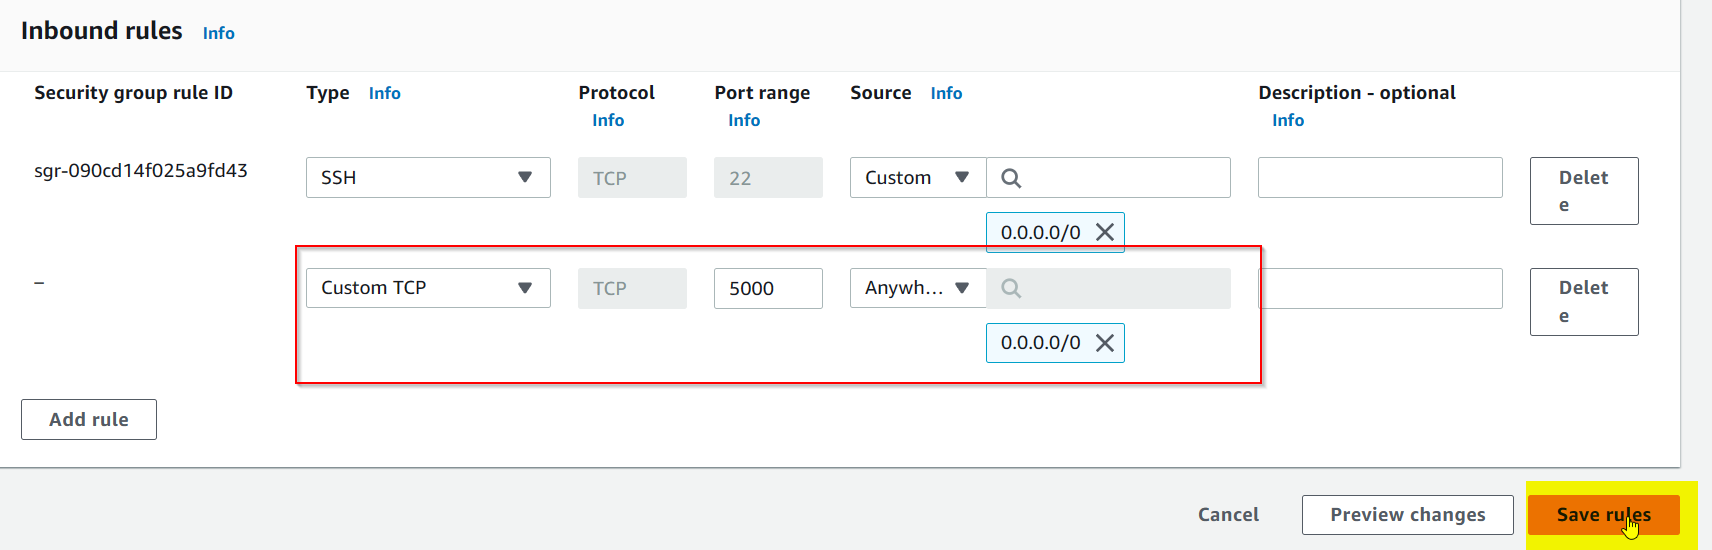 Inbound rules Info
Security group rule ID Type Info Protocol Info Port range Info Source Info Description - optional Info
sgr-090cd14f025a9fd43 SSH TCP 22 Custom Delet
e
0.0.0.0/0
– Custom TCP TCP 5000 Anywh... Delet
e
0.0.0.0/0
Add rule
Cancel Preview changes Save rules